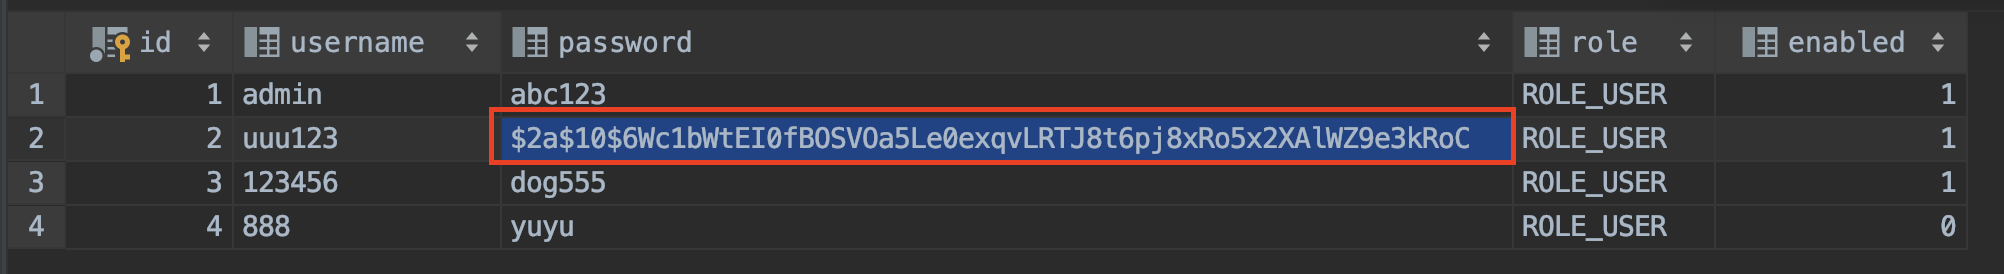 id username password role enabled
1 1 admin abc123 ROLE_USER 1
2 2 uuu123 $2a$10$6Wc1bWtEI0fBOSVOa5Le0exqvLRTJ8t6pj8xRo5x2XAlWZ9e3kRoC ROLE_USER 1
3 3 123456 dog555 ROLE_USER 1
4 4 888 yuyu ROLE_USER 0